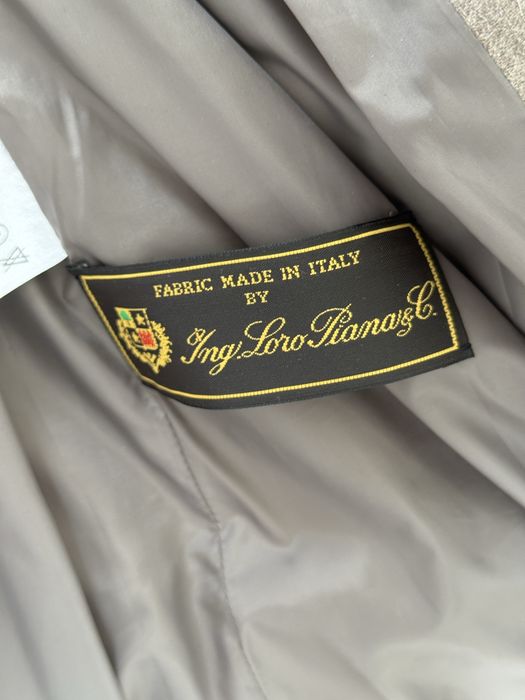 FABRIC MADE IN ITALY
BY
Ing. Loro Piana & C.